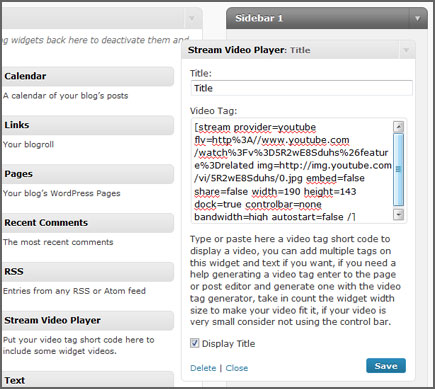 Sidebar 1
ng widgets back here to deactivate them and
Calendar
A calendar of your blog's posts
Links
Your blogroll
Pages
Your blog's WordPress Pages
Recent Comments
The most recent comments
RSS
Entries from any RSS or Atom feed
Stream Video Player
Put your video tag short code here to
include some widget videos.
Text
Stream Video Player: Title
Title:
Title
Video Tag:
[stream provider=youtube
flv=http%3A//www.youtube.com
/watch%3Fv%3D5R2wE8Sduhs%26featur
e%3Drelated img=http://img.youtube.com
/vi/5R2wE8Sduhs/0.jpg embed=false
share=false width=190 height=143
dock=true controlbar=none
bandwidth=high autostart=false /]
Type or paste here a video tag short code to
display a video, you can add multiple tags on
this widget and text if you want, if you need a
help generating a video tag enter to the page
or post editor and generate one with the video
tag generator, take in count the widget width
size to make your video fit it, if your video is
very small consider not using the control bar.
Display Title
Delete | Close
Save